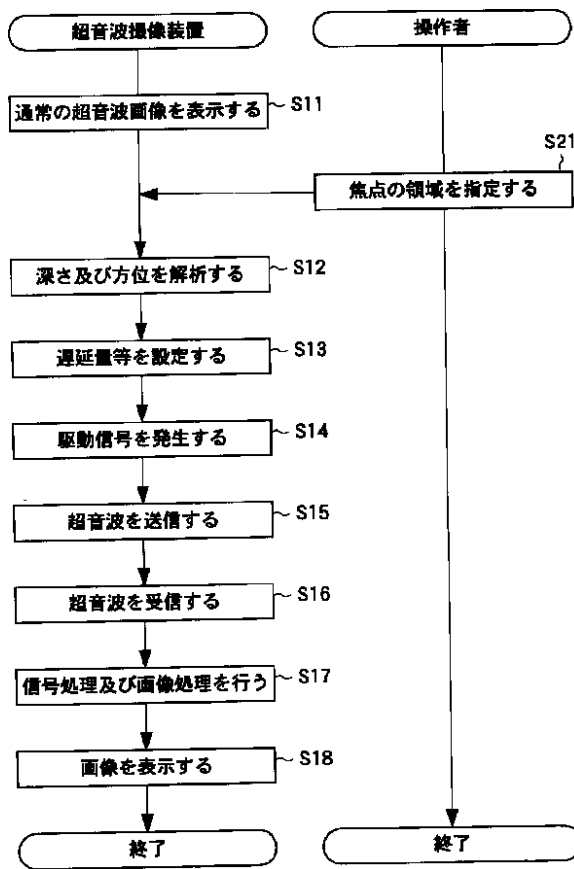 超音波撮像装置
操作者
通常の超音波画像を表示する
S11
S21
焦点の領域を指定する
深さ及び方位を解析する
S12
遅延量等を設定する
S13
駆動信号を発生する
S14
超音波を送信する
S15
超音波を受信する
S16
信号処理及び画像処理を行う
S17
画像を表示する
S18
終了
終了